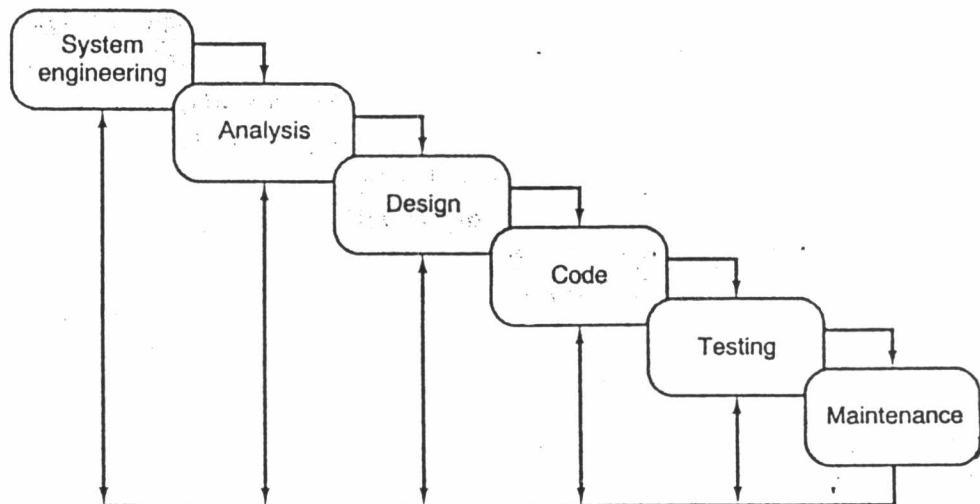 System
engineering
Analysis
Design
Code
Testing
Maintenance